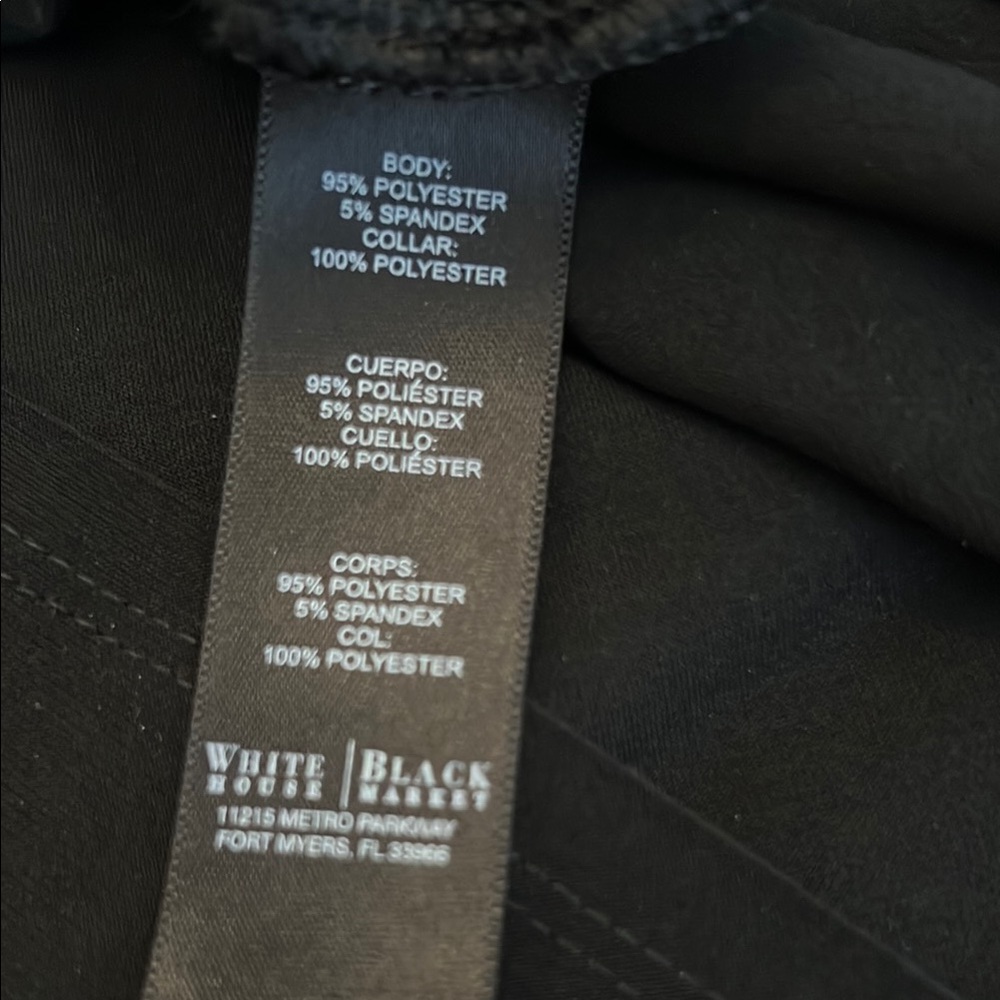 BODY:
95% POLYESTER
5% SPANDEX
COLLAR:
100% POLYESTER
CUERPO:
95% POLIÉSTER
5% SPANDEX
CUELLO:
100% POLIÉSTER
CORPS:
95% POLYESTER
5% SPANDEX
COL:
100% POLYESTER
WHITE HOUSE | BLACK MARKET
11215 METRO PARKWAY
FORT MYERS, FL 33966